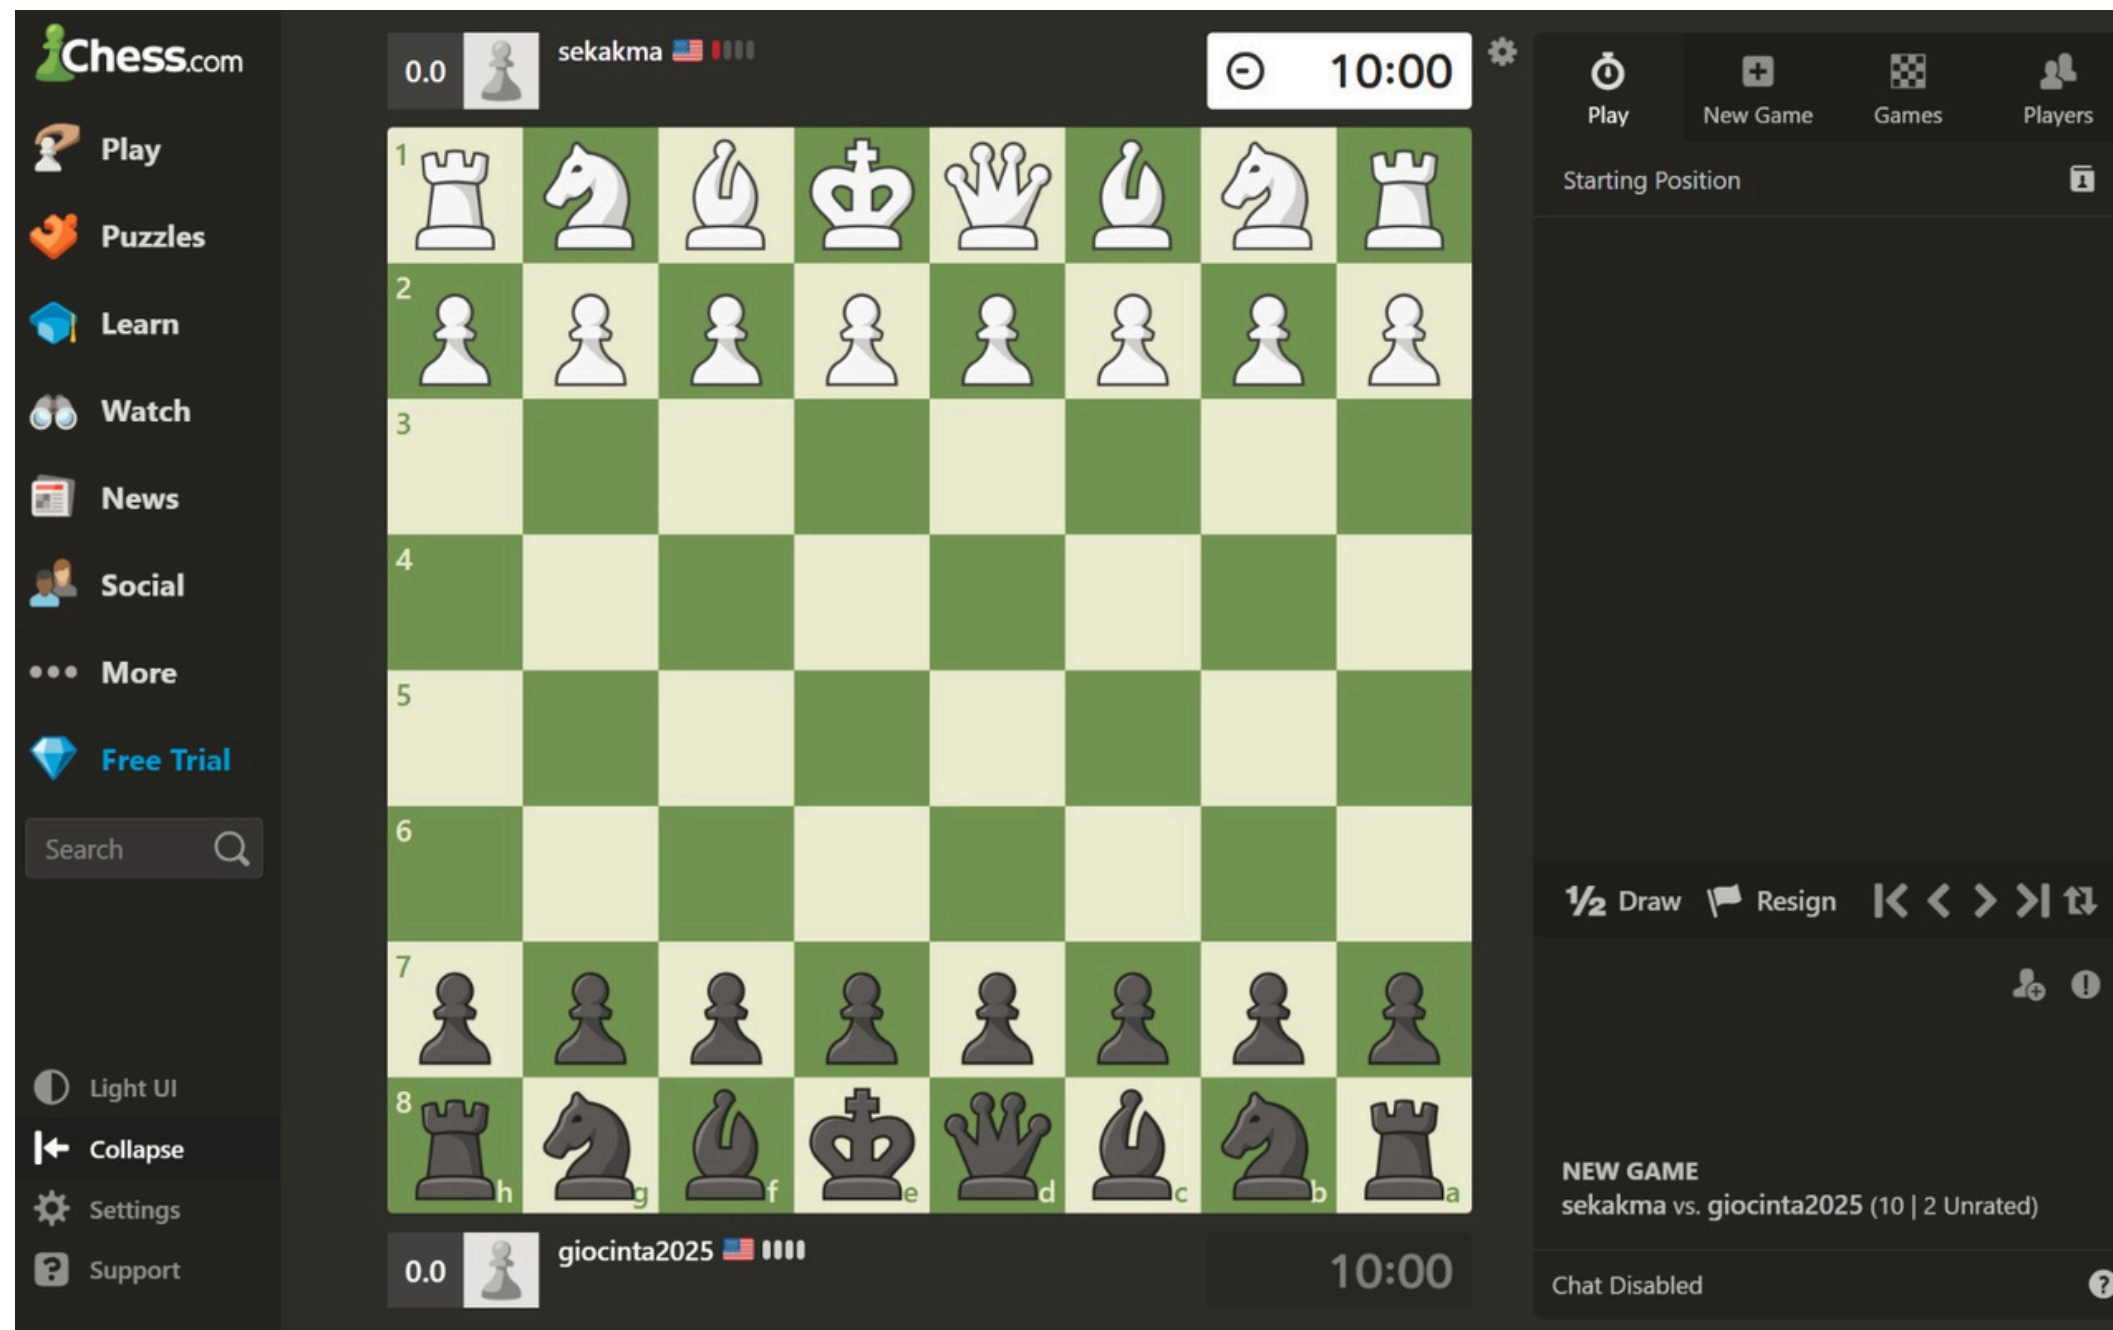 Chess.com
Play
Puzzles
Learn
Watch
News
Social
More
Free Trial
Search
Light UI
Collapse
Settings
Support
0.0 sekakma 10:00
1
2
3
4
5
6
7
8
h g f e d c b a
0.0 giocinta2025 10:00
Play New Game Games Players
Starting Position
½ Draw Resign
NEW GAME
sekakma vs. giocinta2025 (10 | 2 Unrated)
Chat Disabled